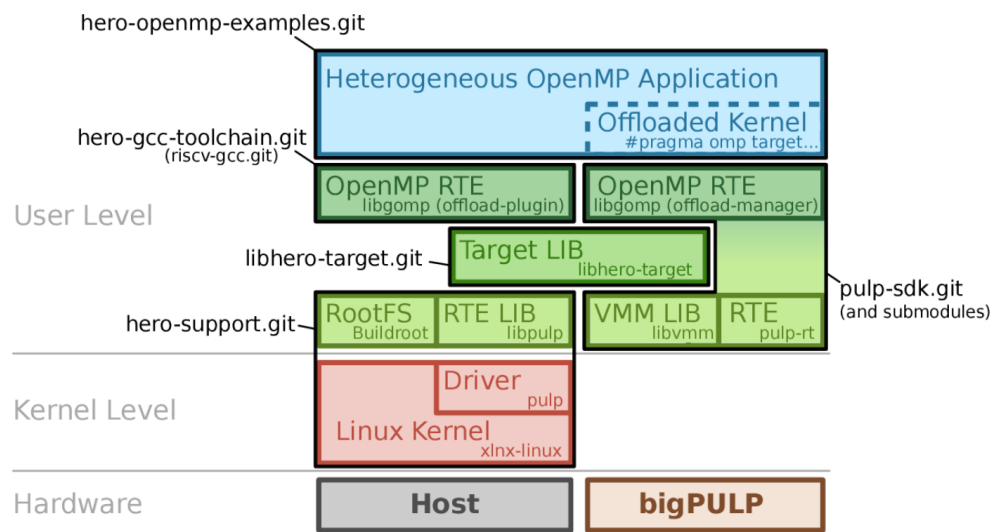 hero-openmp-examples.git
Heterogeneous OpenMP Application
Offloaded Kernel
#pragma omp target...
hero-gcc-toolchain.git
(riscv-gcc.git)
OpenMP RTE
libgomp (offload-plugin)
OpenMP RTE
libgomp (offload-manager)
User Level
libhero-target.git
Target LIB
libhero-target
hero-support.git
RootFS
Buildroot
RTE LIB
libpulp
VMM LIB
libvmm
RTE
pulp-rt
pulp-sdk.git
(and submodules)
Kernel Level
Driver
pulp
Linux Kernel
xlnx-linux
Hardware
Host
bigPULP